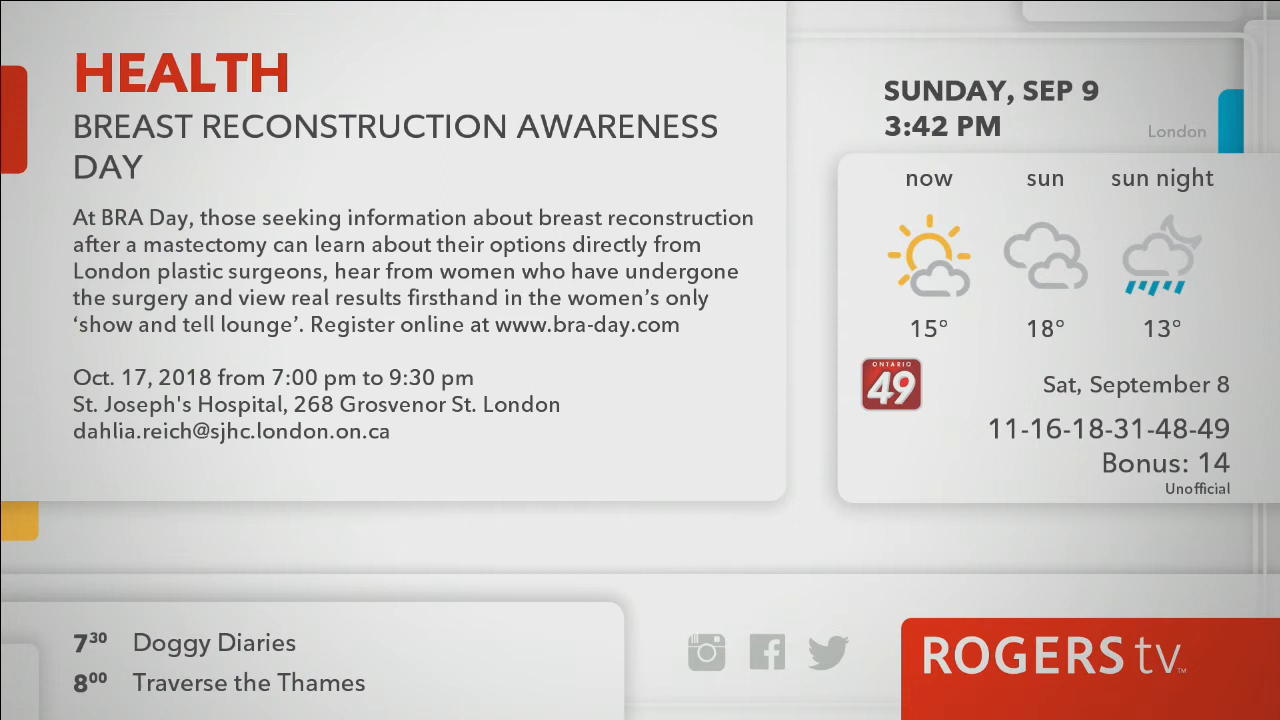 HEALTH
BREAST RECONSTRUCTION AWARENESS
DAY
At BRA Day, those seeking information about breast reconstruction
after a mastectomy can learn about their options directly from
London plastic surgeons, hear from women who have undergone
the surgery and view real results firsthand in the women’s only
‘show and tell lounge’. Register online at www.bra-day.com
Oct. 17, 2018 from 7:00 pm to 9:30 pm
St. Joseph's Hospital, 268 Grosvenor St. London
dahlia.reich@sjhc.london.on.ca
SUNDAY, SEP 9
3:42 PM
London
now sun sun night
15° 18° 13°
ONTARIO
49
Sat, September 8
11-16-18-31-48-49
Bonus: 14
Unofficial
7³⁰ Doggy Diaries
8⁰⁰ Traverse the Thames
ROGERS tv™